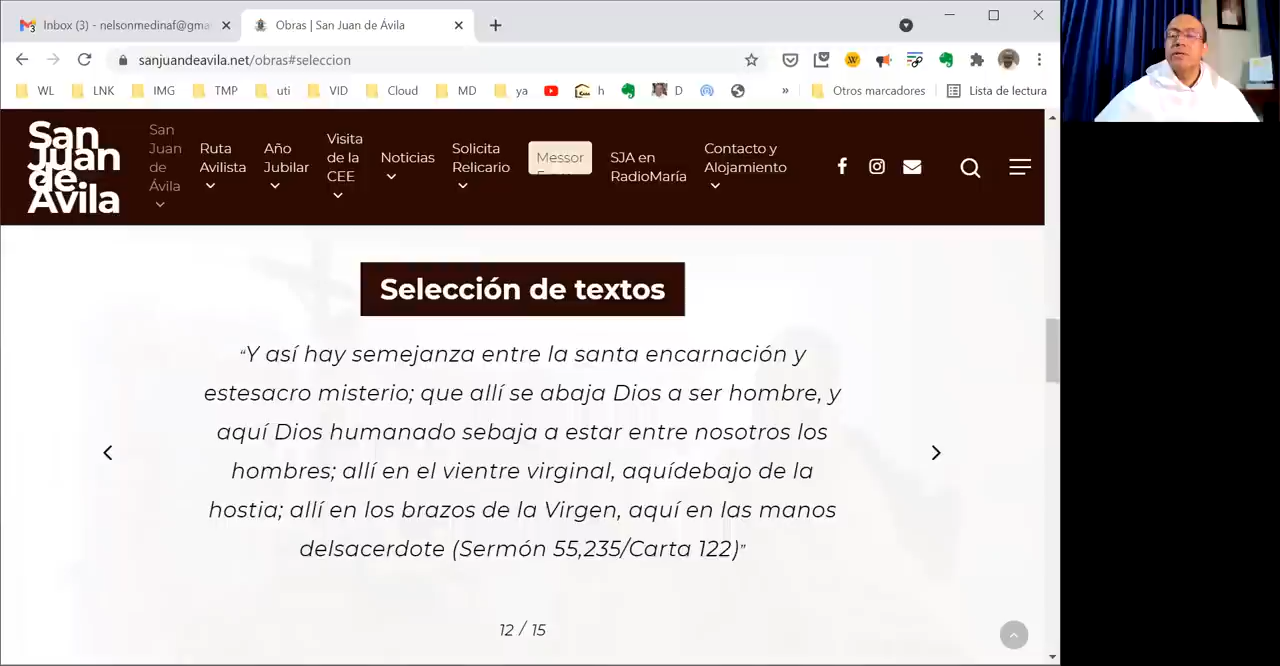 Inbox (3) - nelsonmedinaf@gma
Obras | San Juan de Ávila
sanjuandeavila.net/obras#seleccion
WL LNK IMG TMP uti VID Cloud MD ya h D » Otros marcadores Lista de lectura
San Juan de Ávila
San Juan de Ávila
Ruta Avilista
Año Jubilar
Visita de la CEE
Noticias
Solicita Relicario
Messor
SJA en RadioMaría
Contacto y Alojamiento
Selección de textos
“Y así hay semejanza entre la santa encarnación y
estesacro misterio; que allí se abaja Dios a ser hombre, y
aquí Dios humanado sebaja a estar entre nosotros los
hombres; allí en el vientre virginal, aquídebajo de la
hostia; allí en los brazos de la Virgen, aquí en las manos
delsacerdote (Sermón 55,235/Carta 122)”
12 / 15